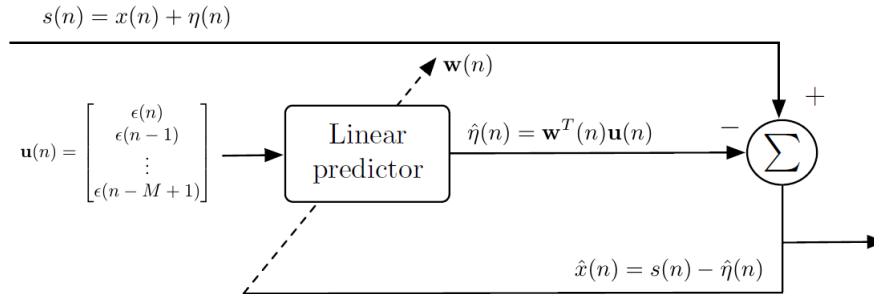 s(n) = x(n) + η(n)
w(n)
+
u(n) = [ϵ(n)
ϵ(n − 1)
⋮
ϵ(n − M + 1)]
Linear
predictor
η̂(n) = w^T(n)u(n)
−
∑
x̂(n) = s(n) − η̂(n)